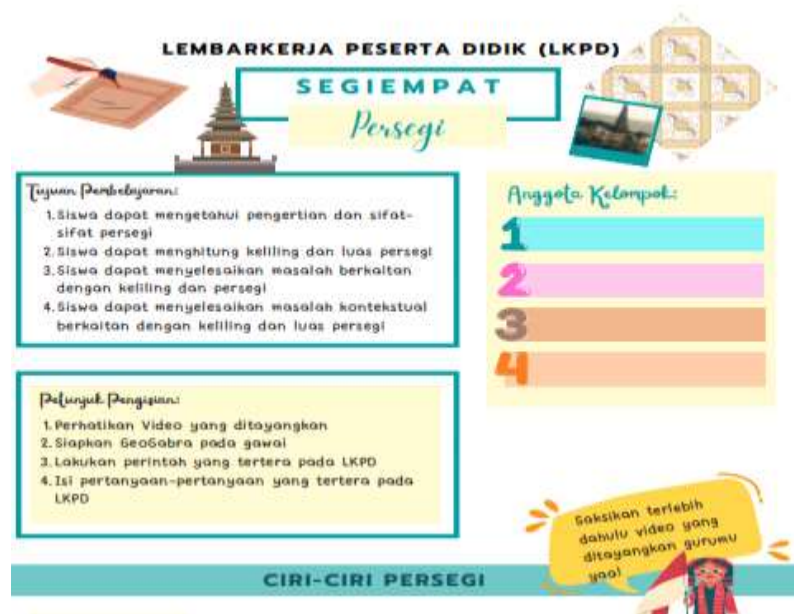 LEMBARKERJA PESERTA DIDIK (LKPD)
SEGIEMPAT
Persegi
Tujuan Pembelajaran:
1. Siswa dapat mengetahui pengertian dan sifat-
sifat persegi
2. Siswa dapat menghitung keliling dan luas persegi
3. Siswa dapat menyelesaikan masalah berkaitan
dengan keliling dan persegi
4. Siswa dapat menyelesaikan masalah kontekstual
berkaitan dengan keliling dan luas persegi
Anggota Kelompok:
1
2
3
4
Petunjuk Pengisian:
1. Perhatikan Video yang ditayangkan
2. Siapkan GeoGabra pada gawai
3. Lakukan perintah yang tertera pada LKPD
4. Isi pertanyaan-pertanyaan yang tertera pada
LKPD
Saksikan terlebih
dahulu video yang
ditayangkan gurumu
yaa!
CIRI-CIRI PERSEGI